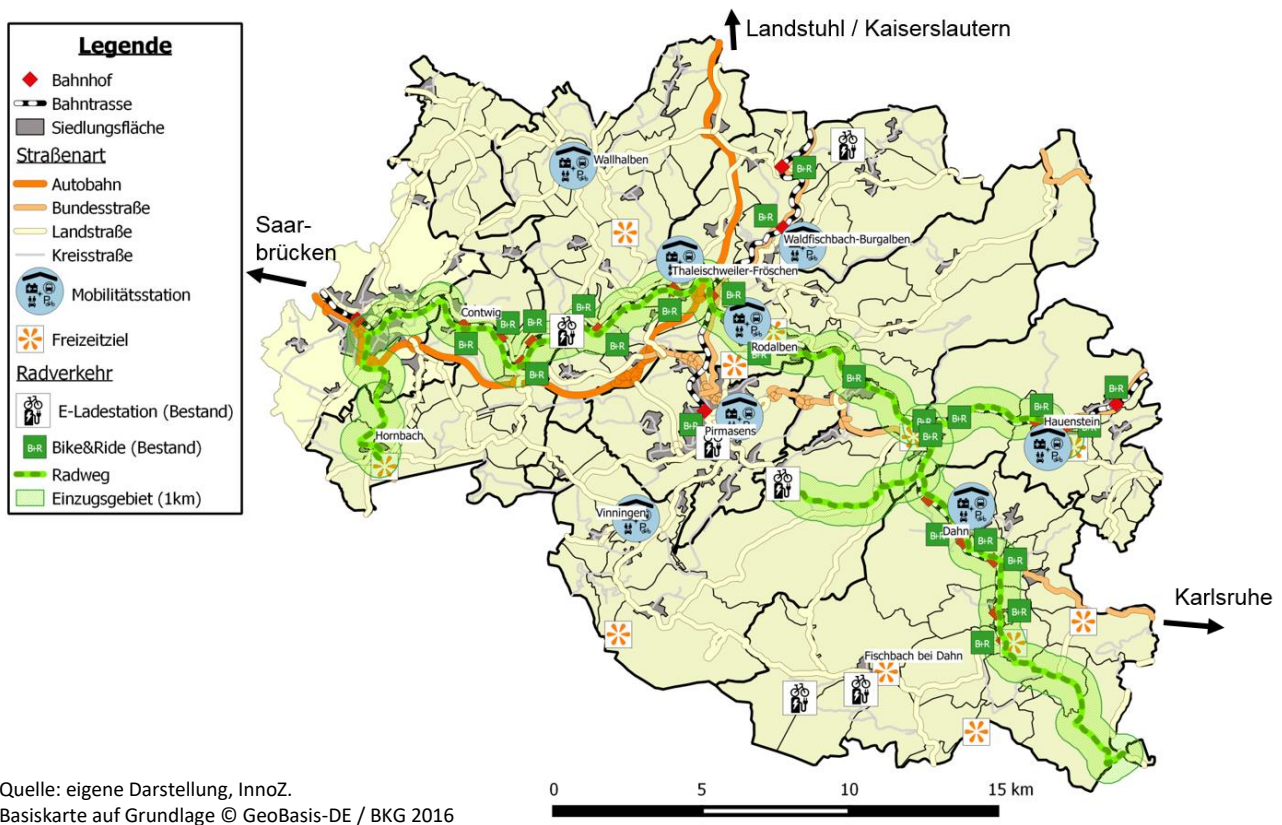 Landstuhl / Kaiserslautern
Legende
Bahnhof
Bahntrasse
Siedlungsfläche
Straßenart
Autobahn
Bundesstraße
Landstraße
Kreisstraße
Mobilitätsstation
Freizeitziel
Radverkehr
E-Ladestation (Bestand)
B+R Bike&Ride (Bestand)
Radweg
Einzugsgebiet (1km)
Saar-
brücken
Wallhalben
B+R
B+R
Waldfischbach-Burgalben
Thaleischweiler-Fröschen
B+R
B+R
Contwig
B+R
B+R
B+R
B+R
B+R
B+R
Rodalben
B+R
B+R
B+R
B+R
B+R
B+R
B+R
B+R
Hauenstein
B+R
Pirmasens
B+R
Hornbach
Vinningen
Dahn
B+R
B+R
B+R
B+R
B+R
Karlsruhe
Fischbach bei Dahn
Quelle: eigene Darstellung, InnoZ.
Basiskarte auf Grundlage © GeoBasis-DE / BKG 2016
0 5 10 15 km